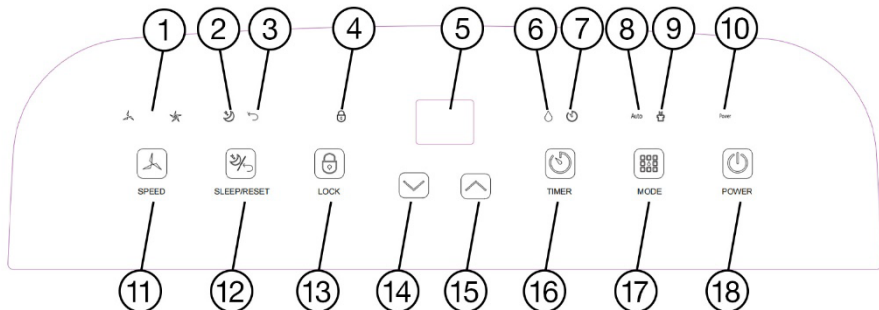 1 2 3 4 5 6 7 8 9 10
Auto Power
SPEED SLEEP/RESET LOCK TIMER MODE POWER
11 12 13 14 15 16 17 18